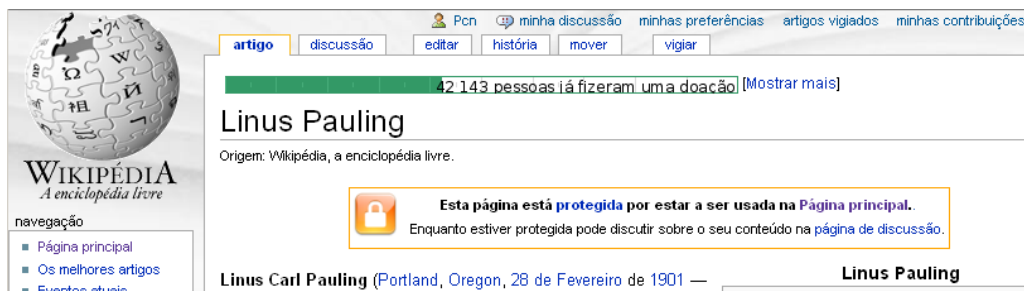 Pcn minha discussão minhas preferências artigos vigiados minhas contribuições
artigo discussão editar história mover vigiar
42 143 pessoas já fizeram uma doação [Mostrar mais]
Linus Pauling
Origem: Wikipédia, a enciclopédia livre.
WIKIPÉDIA
A enciclopédia livre
Esta página está protegida por estar a ser usada na Página principal..
Enquanto estiver protegida pode discutir sobre o seu conteúdo na página de discussão.
navegação
Página principal
Os melhores artigos
Eventos atuais
Linus Carl Pauling (Portland, Oregon, 28 de Fevereiro de 1901 —
Linus Pauling